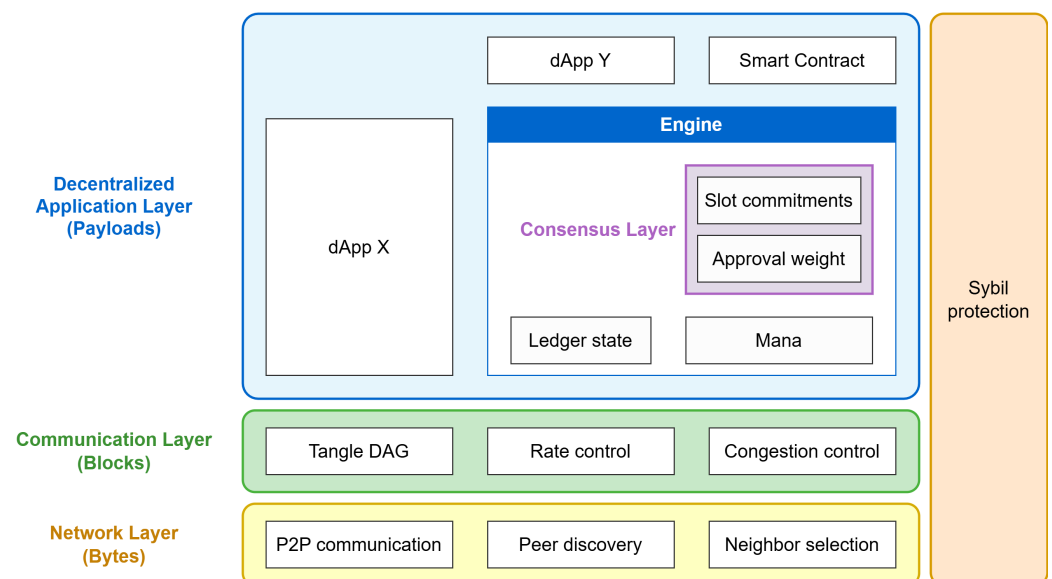 dApp Y
Smart Contract
Engine
Decentralized
Application Layer
(Payloads)
dApp X
Slot commitments
Consensus Layer
Approval weight
Ledger state
Mana
Sybil
protection
Communication Layer
(Blocks)
Tangle DAG
Rate control
Congestion control
Network Layer
(Bytes)
P2P communication
Peer discovery
Neighbor selection